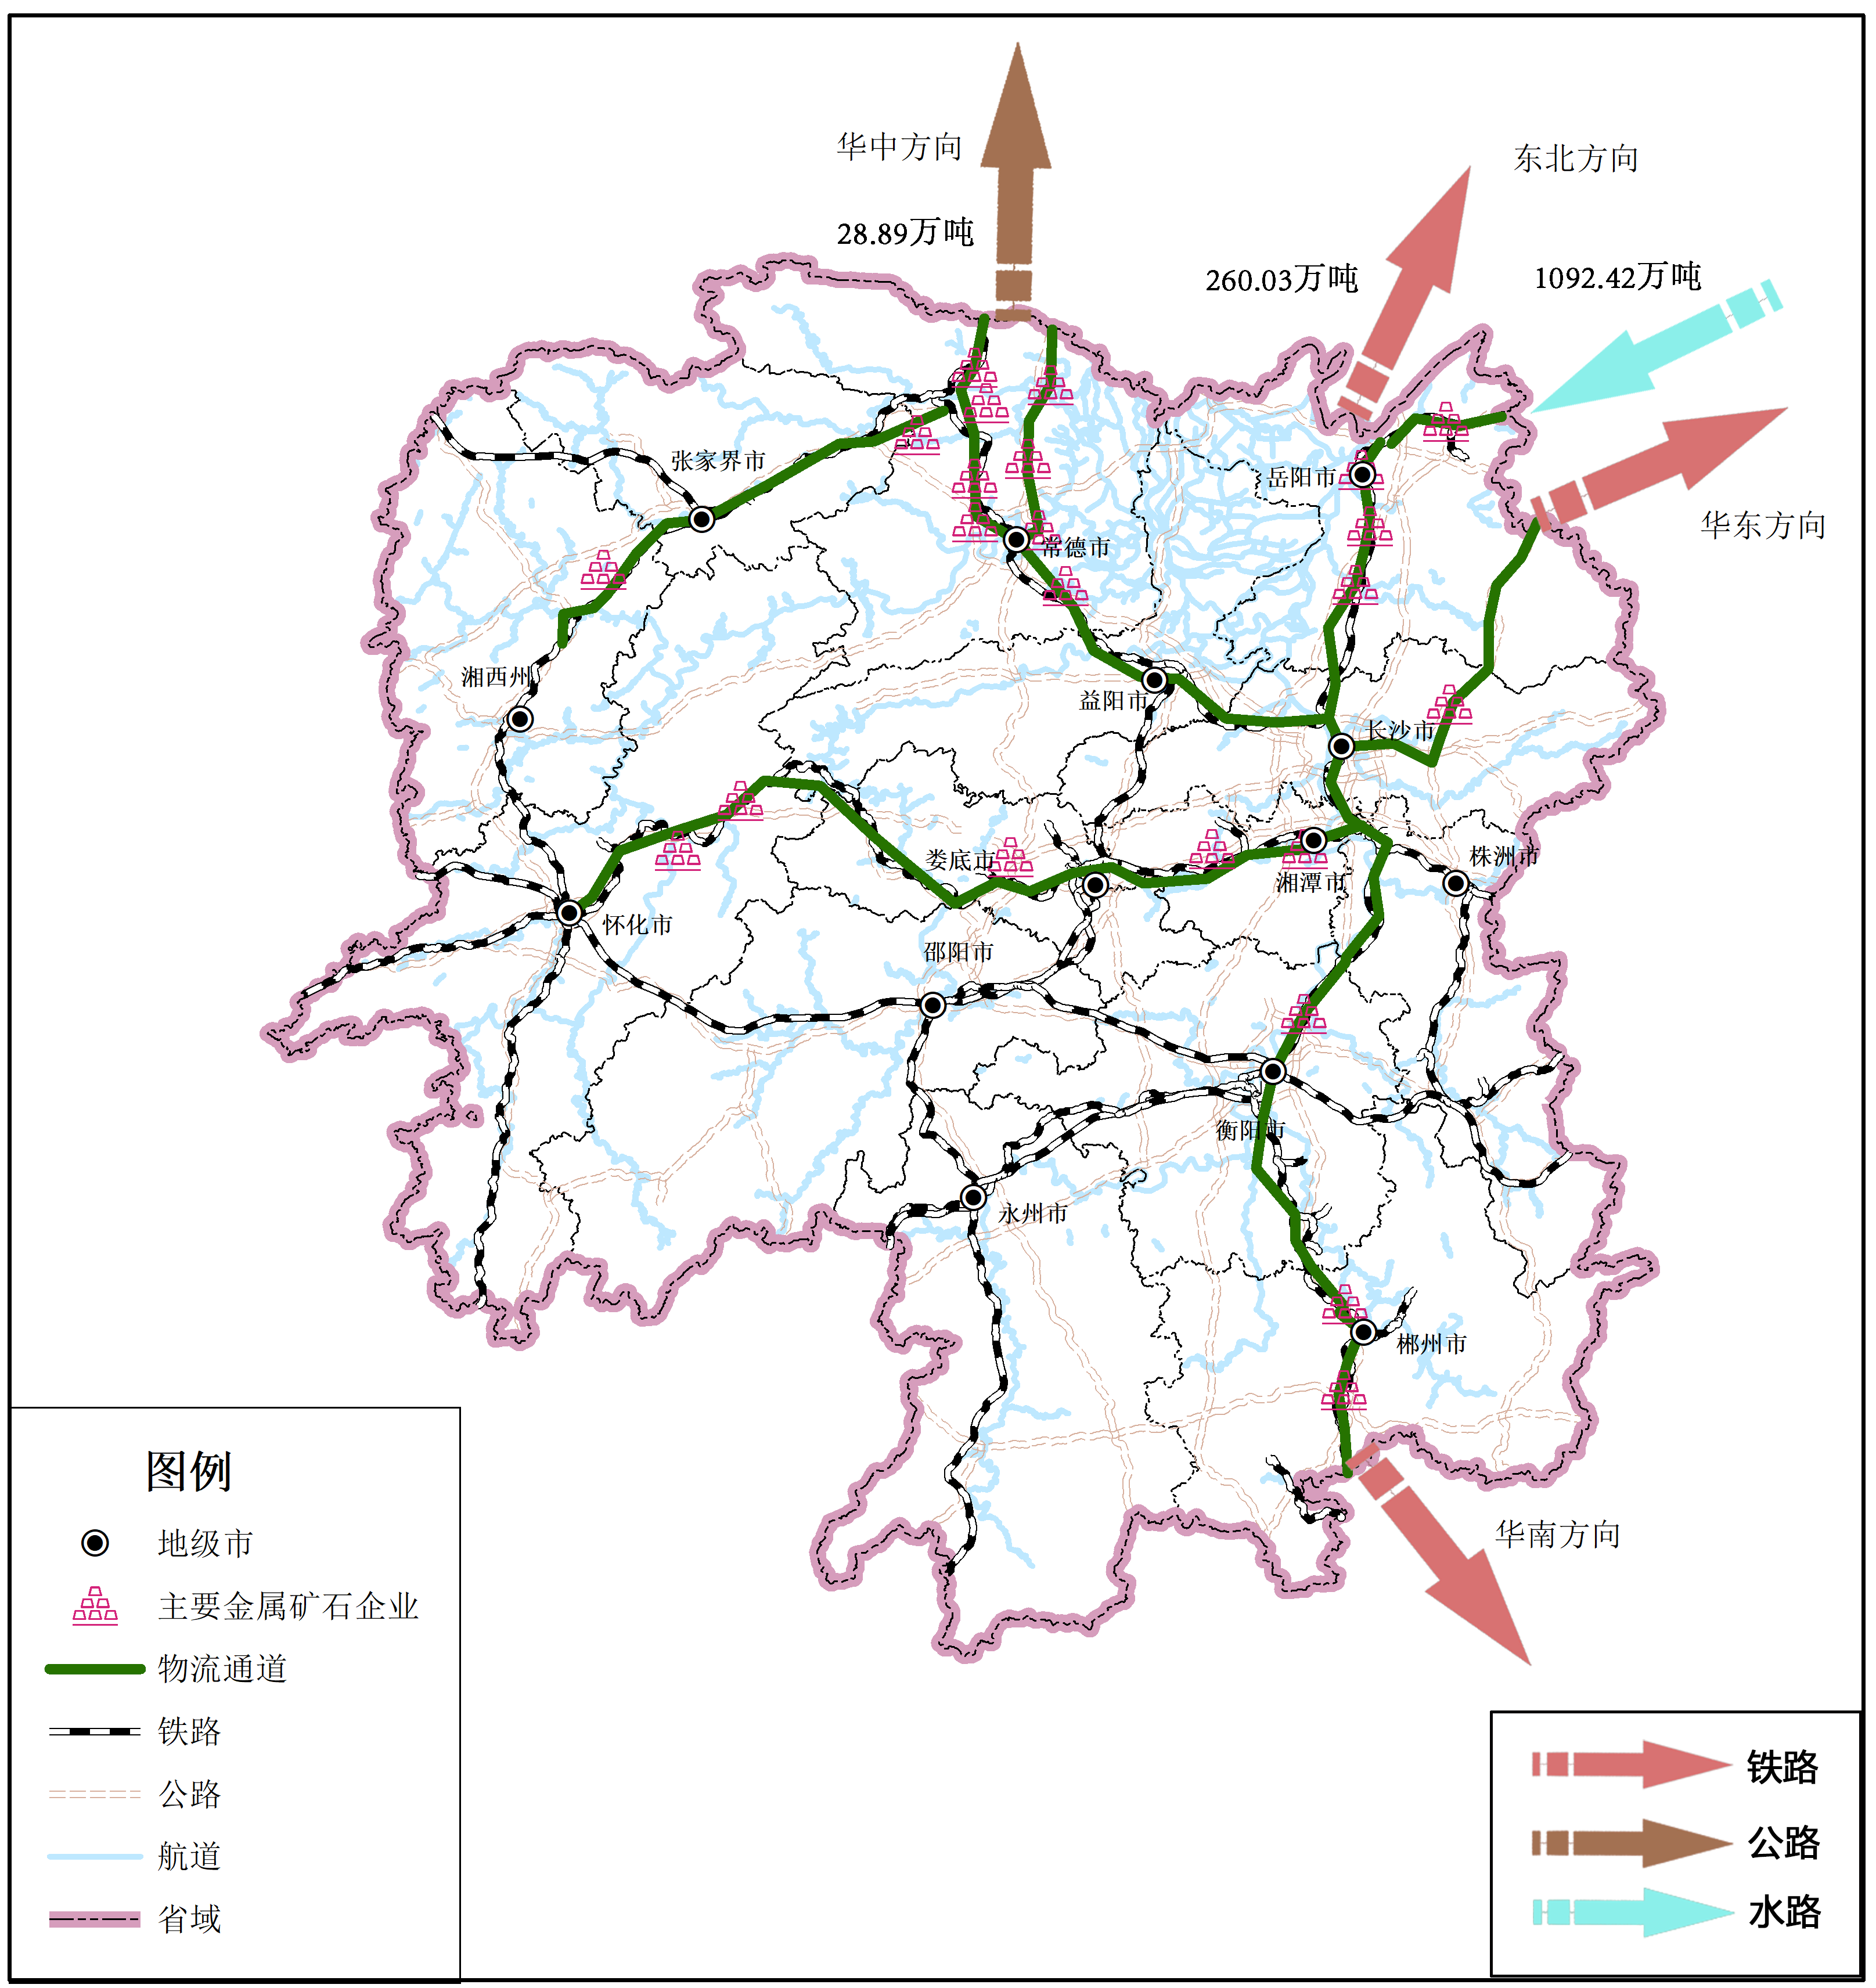 华中方向
东北方向
28.89万吨
260.03万吨
1092.42万吨
张家界市
岳阳市
华东方向
常德市
湘西州
益阳市
长沙市
娄底市
株洲市
湘潭市
怀化市
邵阳市
衡阳市
永州市
郴州市
华南方向
图例
地级市
主要金属矿石企业
物流通道
铁路
公路
航道
省域
铁路
公路
水路